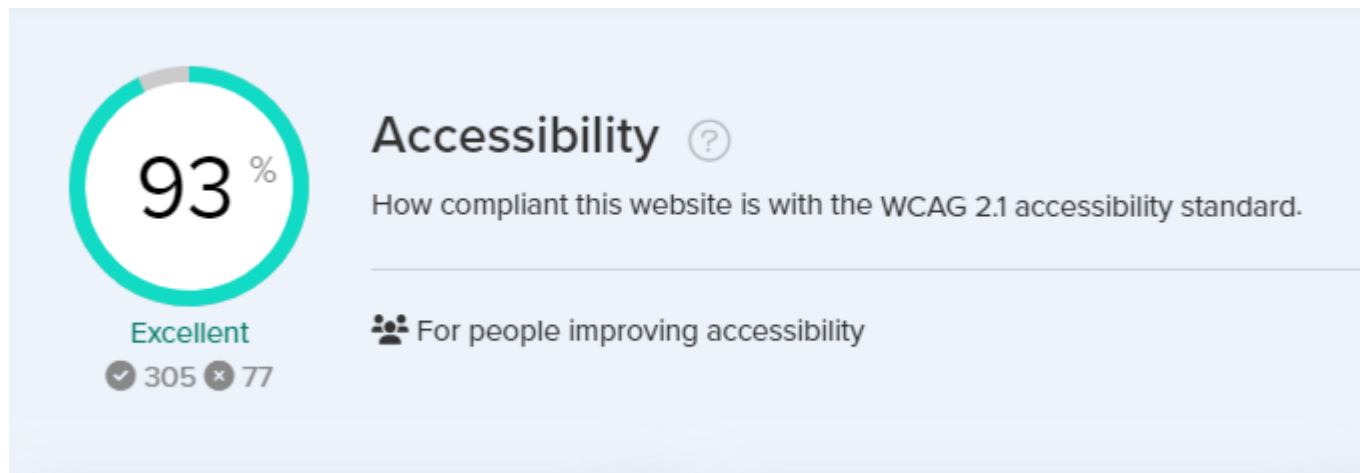 93 %
Excellent
305 77
Accessibility ?
How compliant this website is with the WCAG 2.1 accessibility standard.
For people improving accessibility